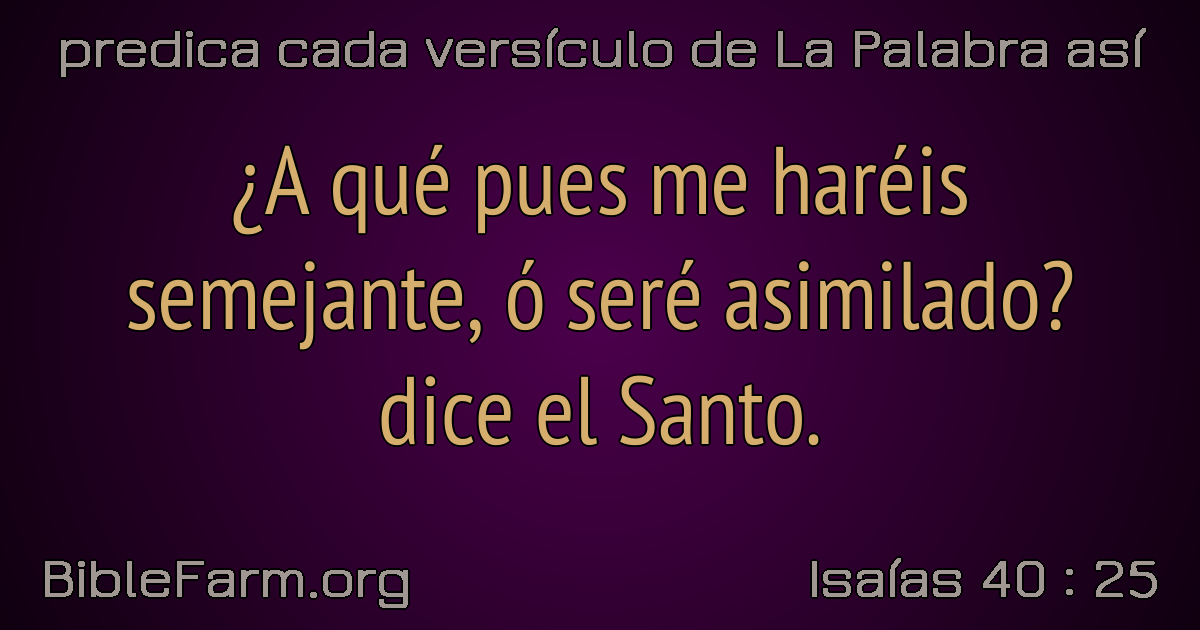 predica cada versículo de La Palabra así
¿A qué pues me haréis
semejante, ó seré asimilado?
dice el Santo.
BibleFarm.org
Isaías 40 : 25